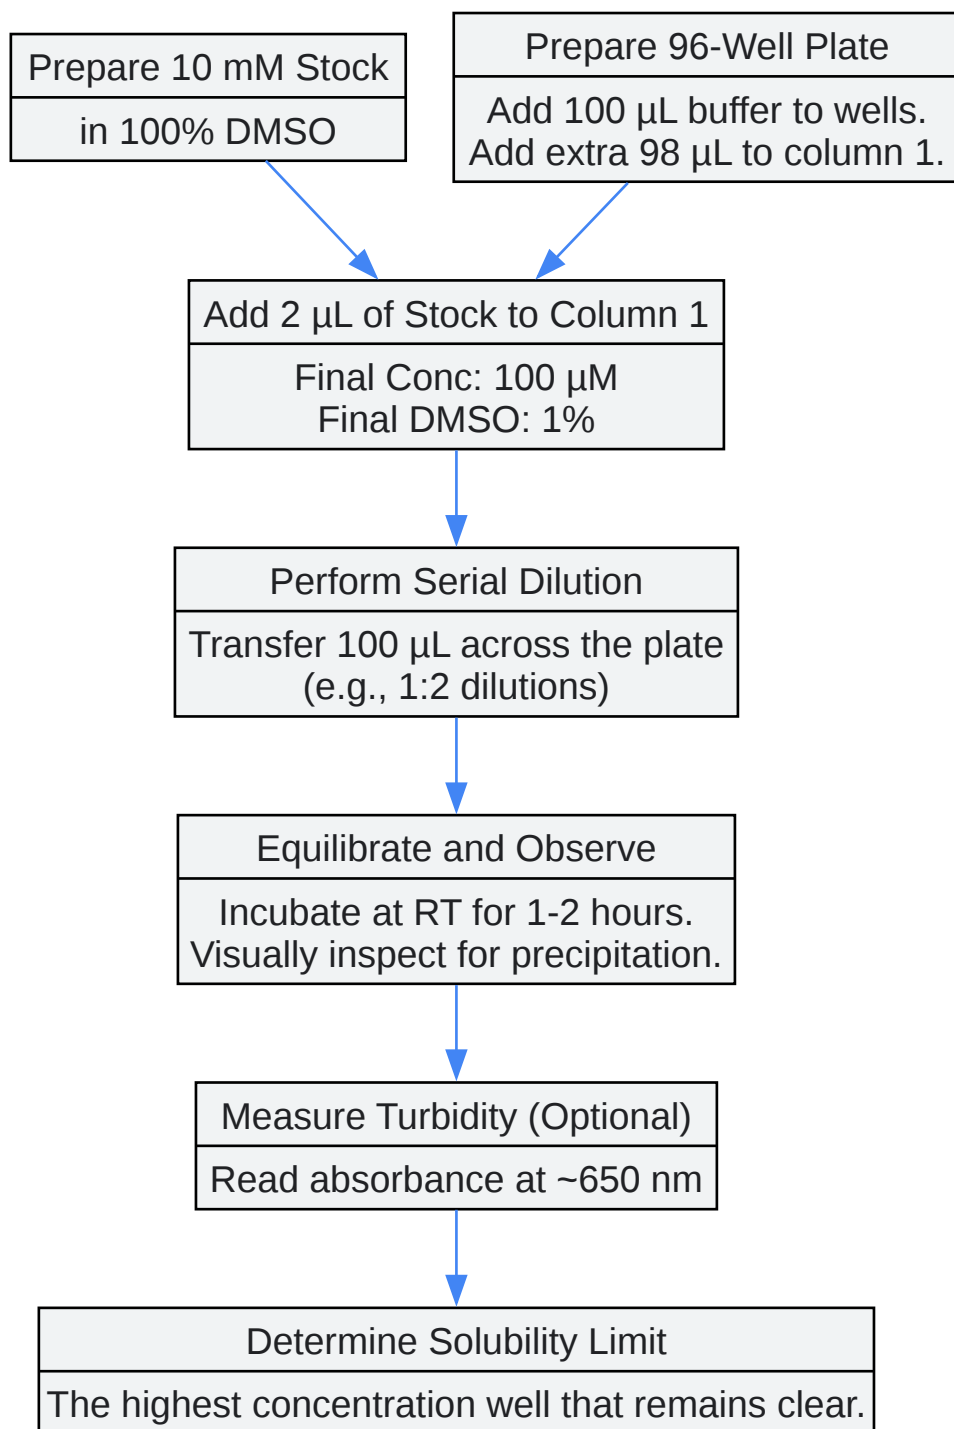 Prepare 10 mM Stock
in 100% DMSO
Prepare 96-Well Plate
Add 100 µL buffer to wells.
Add extra 98 µL to column 1.
Add 2 µL of Stock to Column 1
Final Conc: 100 µM
Final DMSO: 1%
Perform Serial Dilution
Transfer 100 µL across the plate
(e.g., 1:2 dilutions)
Equilibrate and Observe
Incubate at RT for 1-2 hours.
Visually inspect for precipitation.
Measure Turbidity (Optional)
Read absorbance at ~650 nm
Determine Solubility Limit
The highest concentration well that remains clear.